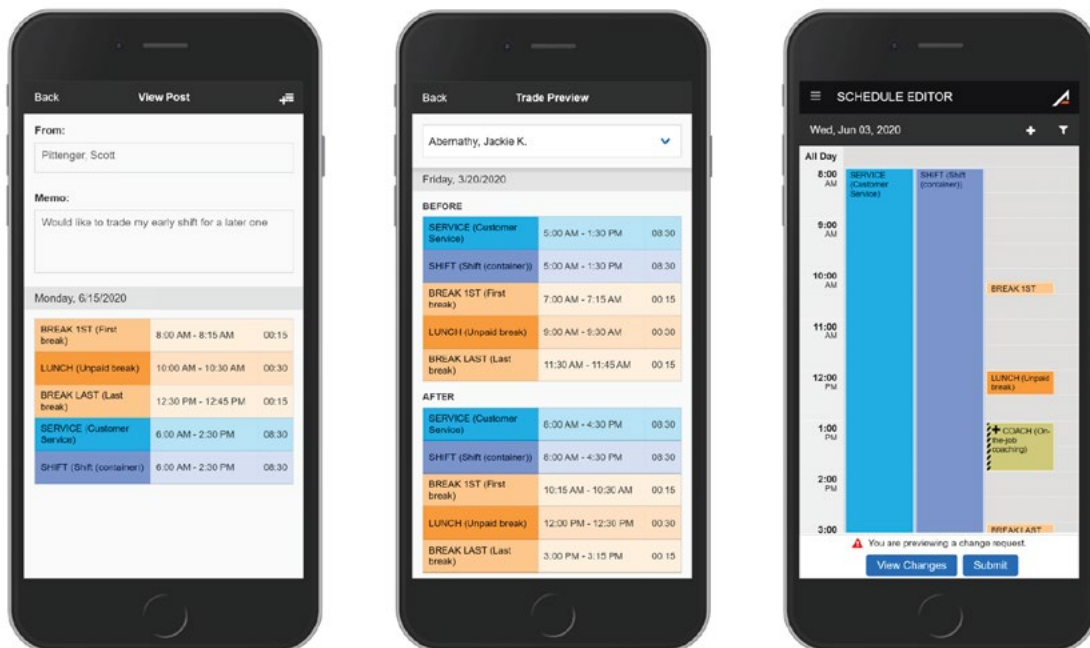 Back View Post
From:
Pittenger, Scott
Memo:
Would like to trade my early shift for a later one
Monday, 6/15/2020
BREAK 1ST (First
break)
8:00 AM - 8:15 AM 00:15
LUNCH (Unpaid break) 10:00 AM - 10:30 AM 00:30
BREAK LAST (Last
break)
12:30 PM - 12:45 PM 00:15
SERVICE (Customer
Service)
6:00 AM - 2:30 PM 08:30
SHIFT (Shift (container)) 6:00 AM - 2:30 PM 08:30
Back Trade Preview
Abernathy, Jackie K.
Friday, 3/20/2020
BEFORE
SERVICE (Customer
Service)
5:00 AM - 1:30 PM 08:30
SHIFT (Shift (container)) 5:00 AM - 1:30 PM 08:30
BREAK 1ST (First
break)
7:00 AM - 7:15 AM 00:15
LUNCH (Unpaid break) 9:00 AM - 9:30 AM 00:30
BREAK LAST (Last
break)
11:30 AM - 11:45 AM 00:15
AFTER
SERVICE (Customer
Service)
8:00 AM - 4:30 PM 08:30
SHIFT (Shift (container)) 8:00 AM - 4:30 PM 08:30
BREAK 1ST (First
break)
10:15 AM - 10:30 AM 00:15
LUNCH (Unpaid break) 12:00 PM - 12:30 PM 00:30
BREAK LAST (Last
break)
3:00 PM - 3:15 PM 00:15
SCHEDULE EDITOR
Wed, Jun 03, 2020
All Day
8:00
AM
SERVICE
(Customer
Service)
SHIFT (Shift
(container))
9:00
AM
10:00
AM
BREAK 1ST
11:00
AM
12:00
PM
LUNCH (Unpaid
break)
1:00
PM
COACH (On-
the-job
coaching)
2:00
PM
3:00
BREAK LAST
You are previewing a change request.
View Changes Submit